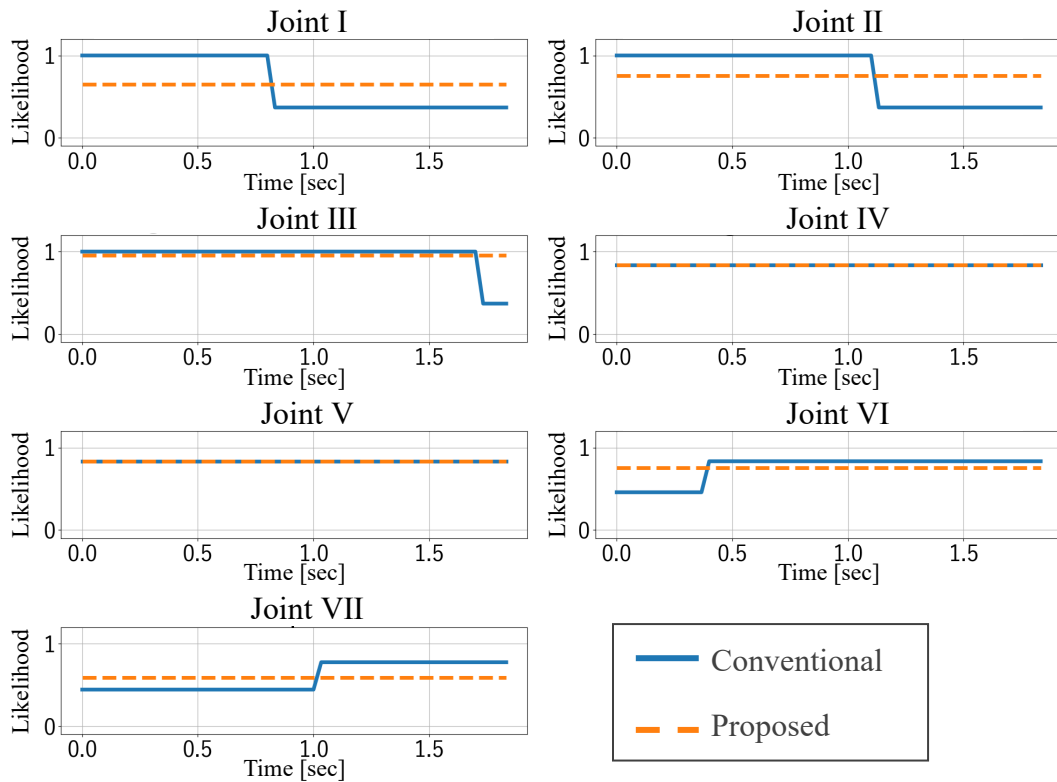 Joint I
Likelihood
1
0
0.0 0.5 1.0 1.5
Time [sec]
Joint II
Likelihood
1
0
0.0 0.5 1.0 1.5
Time [sec]
Joint III
Likelihood
1
0
0.0 0.5 1.0 1.5
Time [sec]
Joint IV
Likelihood
1
0
0.0 0.5 1.0 1.5
Time [sec]
Joint V
Likelihood
1
0
0.0 0.5 1.0 1.5
Time [sec]
Joint VI
Likelihood
1
0
0.0 0.5 1.0 1.5
Time [sec]
Joint VII
Likelihood
1
0
0.0 0.5 1.0 1.5
Time [sec]
Conventional
Proposed